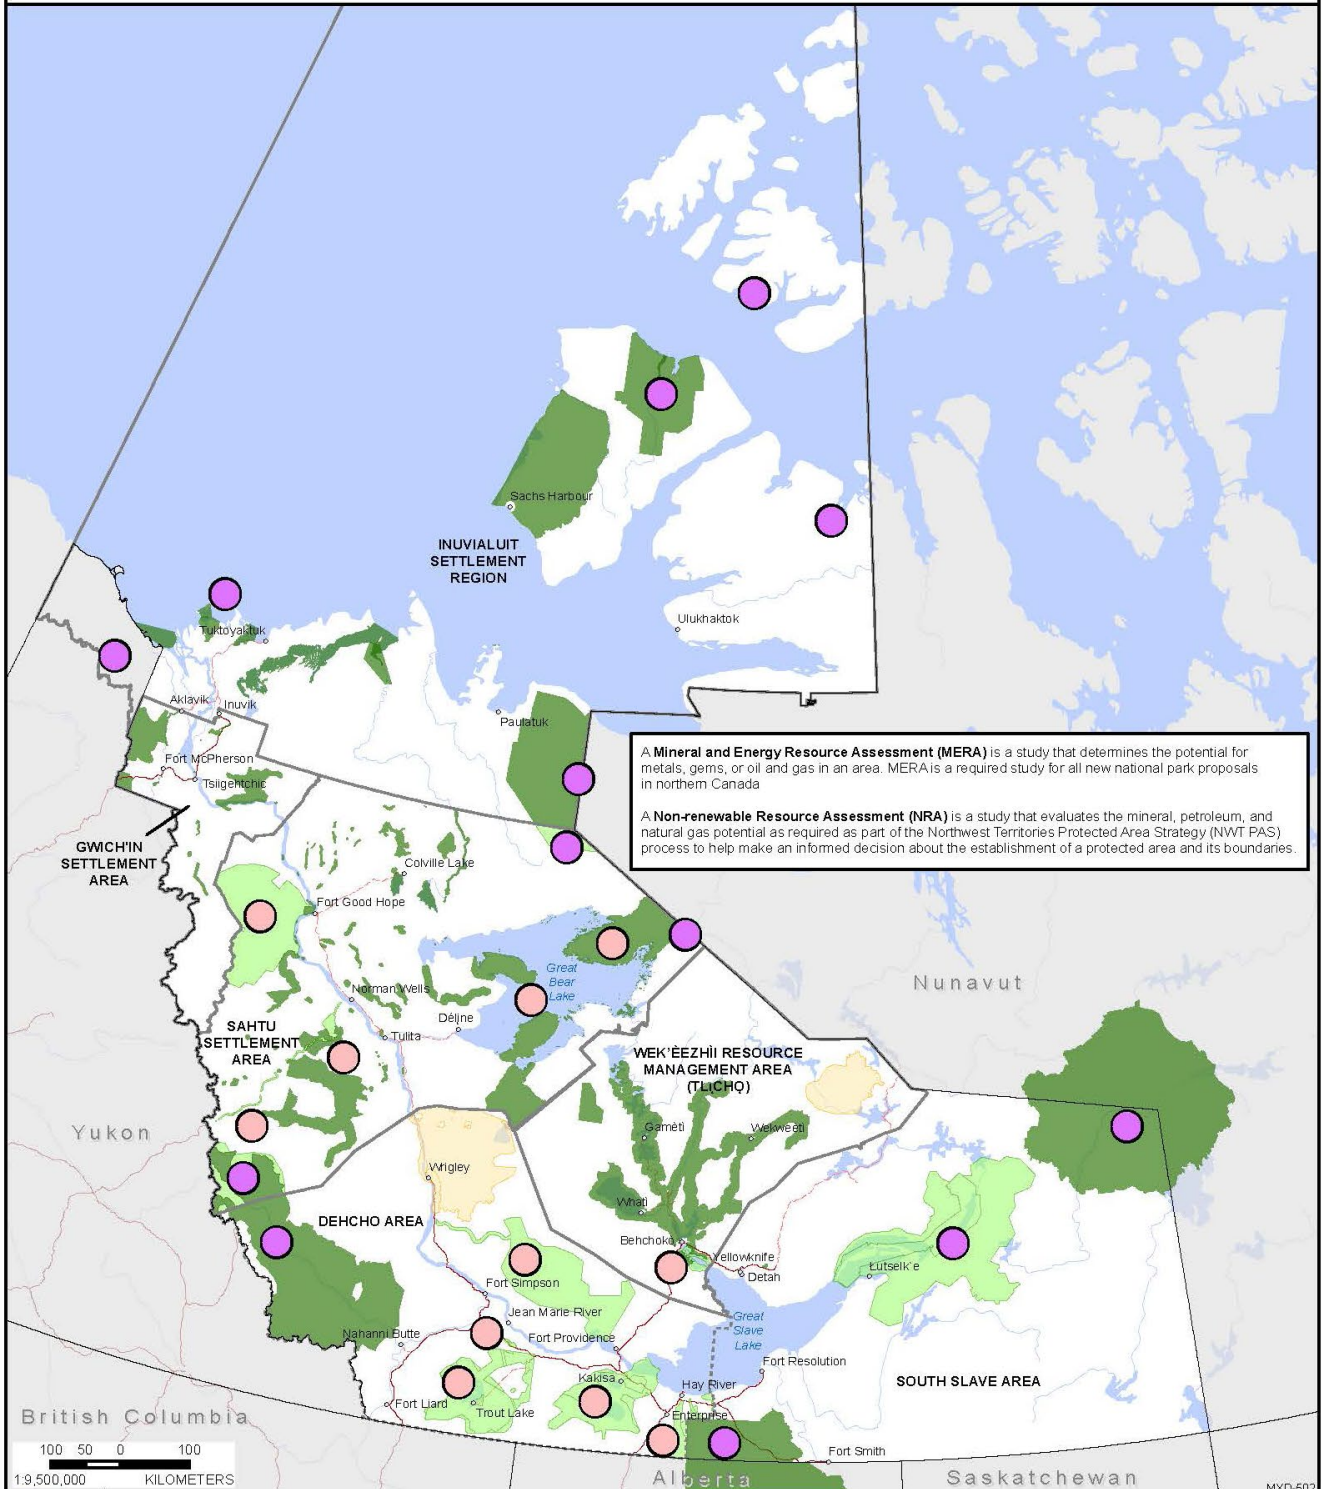 Sachs Harbour
INUVIALUIT
SETTLEMENT
REGION
Ulukhaktok
Tuktoyaktuk
Aklavik
Inuvik
Paulatuk
Fort McPherson
Tsiigehtchic
GWICH'IN
SETTLEMENT
AREA
A Mineral and Energy Resource Assessment (MERA) is a study that determines the potential for
metals, gems, or oil and gas in an area. MERA is a required study for all new national park proposals
in northern Canada
A Non-renewable Resource Assessment (NRA) is a study that evaluates the mineral, petroleum, and
natural gas potential as required as part of the Northwest Territories Protected Area Strategy (NWT PAS)
process to help make an informed decision about the establishment of a protected area and its boundaries.
Colville Lake
Fort Good Hope
Great
Bear
Lake
Nunavut
Norman Wells
Déljne
Tulita
SAHTU
SETTLEMENT
AREA
WEK'ÈEZHÌI RESOURCE
MANAGEMENT AREA
(TLICHO)
Yukon
Gamètì
Wekweètì
Wrigley
Whatì
DEHCHO AREA
Behchokò
Yellowknife
Detah
Łutselk'e
Fort Simpson
Jean Marie River
Great
Slave
Lake
Nahanni Butte
Fort Providence
Fort Resolution
Kakisa
Hay River
SOUTH SLAVE AREA
Fort Liard
Trout Lake
Enterprise
British Columbia
Fort Smith
100 50 0 100
1:9,500,000 KILOMETERS
Alberta
Saskatchewan
MXD-502